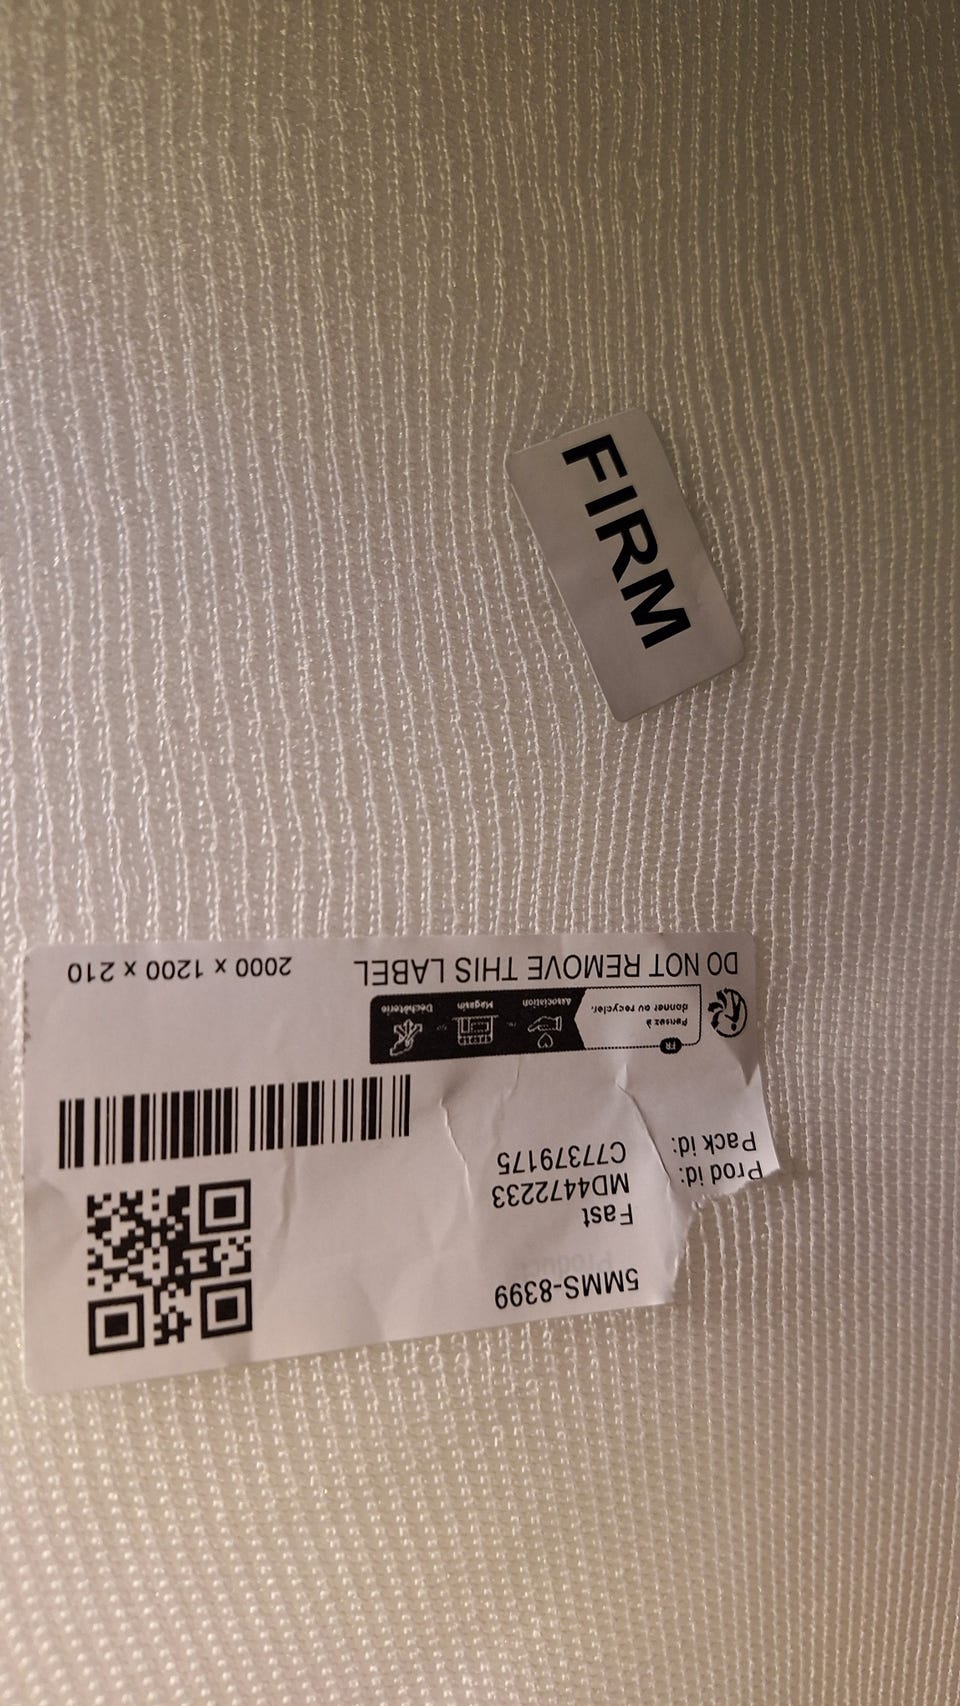 FIRM
5MMS-8399
Fast
Prod id: MD4472233
Pack id: C77379175
FR
Pensez à
donner ou recycler.
Association
Magasin
Déchèterie
DO NOT REMOVE THIS LABEL 2000 x 1200 x 210